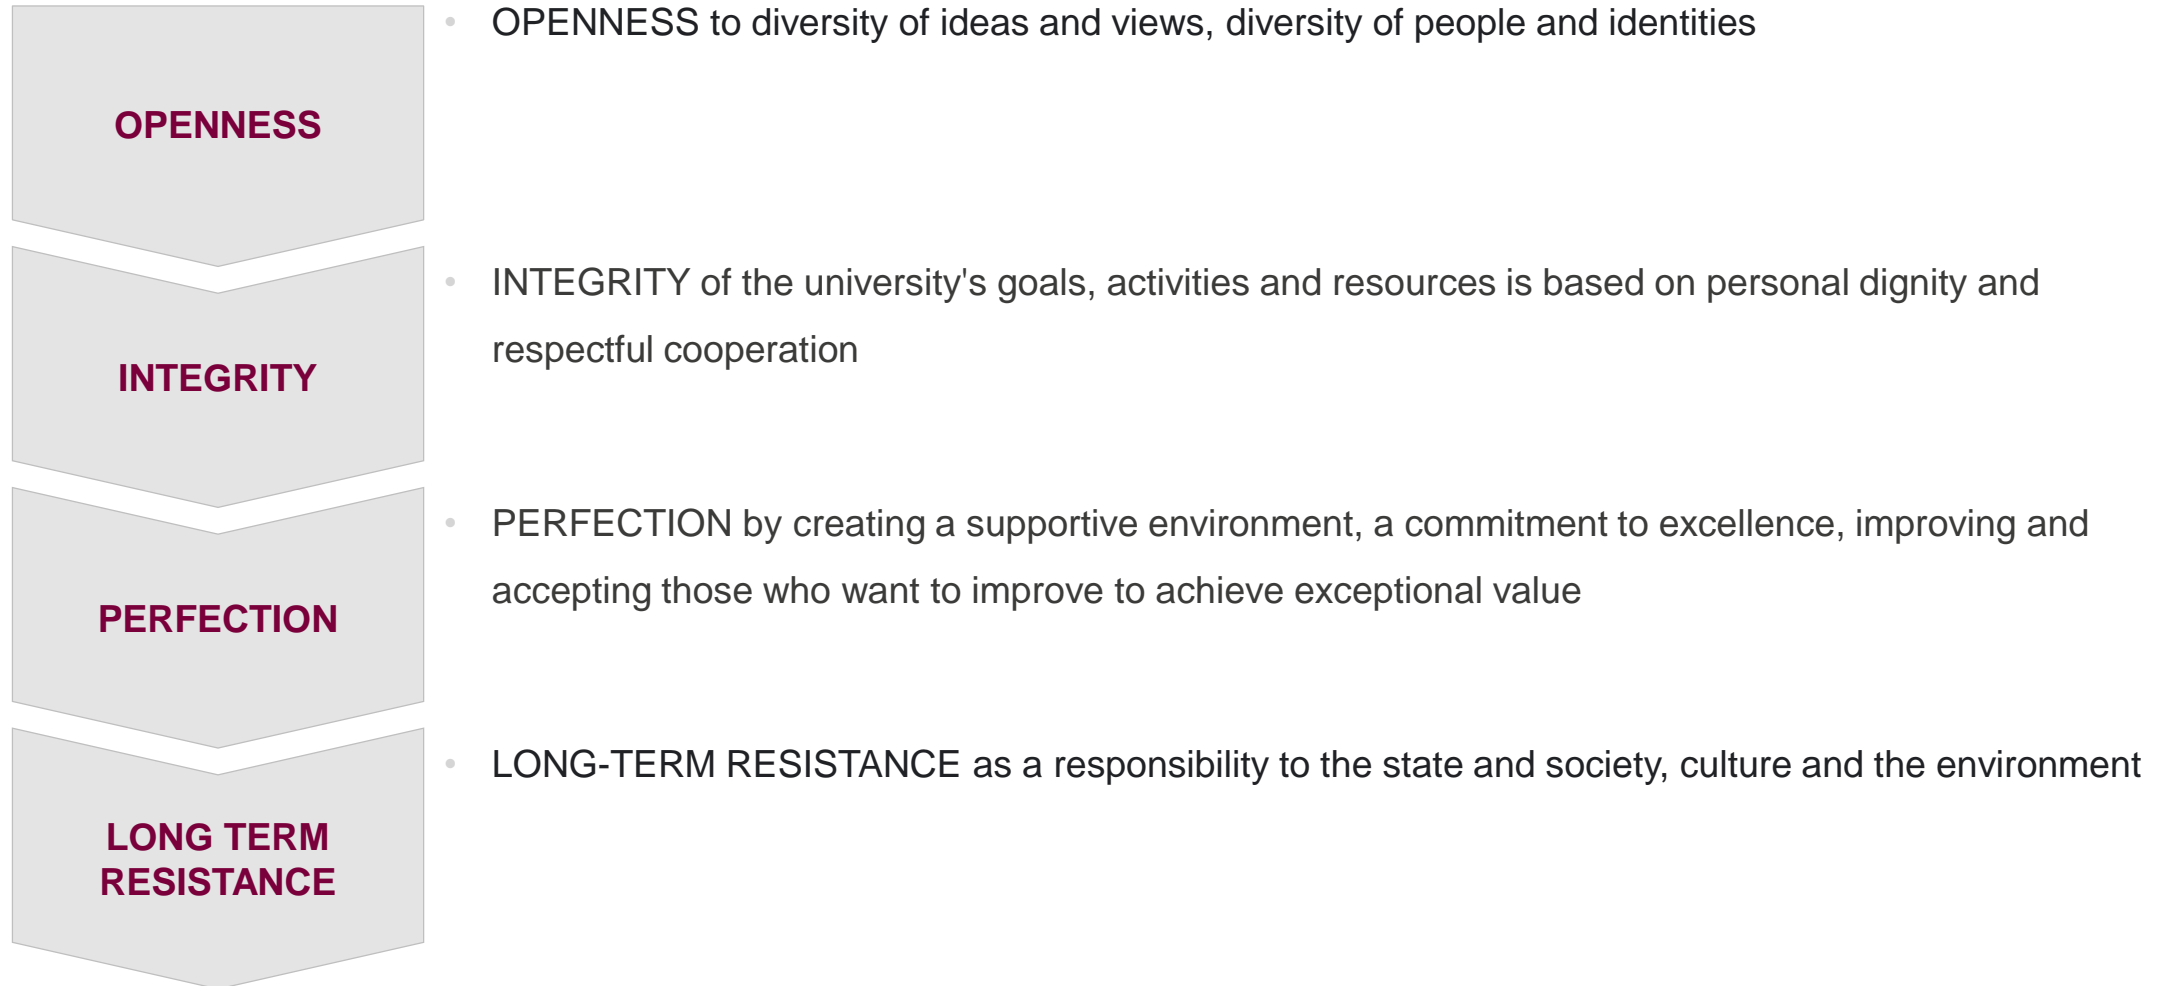 OPENNESS
• OPENNESS to diversity of ideas and views, diversity of people and identities
INTEGRITY
• INTEGRITY of the university's goals, activities and resources is based on personal dignity and
respectful cooperation
PERFECTION
• PERFECTION by creating a supportive environment, a commitment to excellence, improving and
accepting those who want to improve to achieve exceptional value
LONG TERM
RESISTANCE
• LONG-TERM RESISTANCE as a responsibility to the state and society, culture and the environment